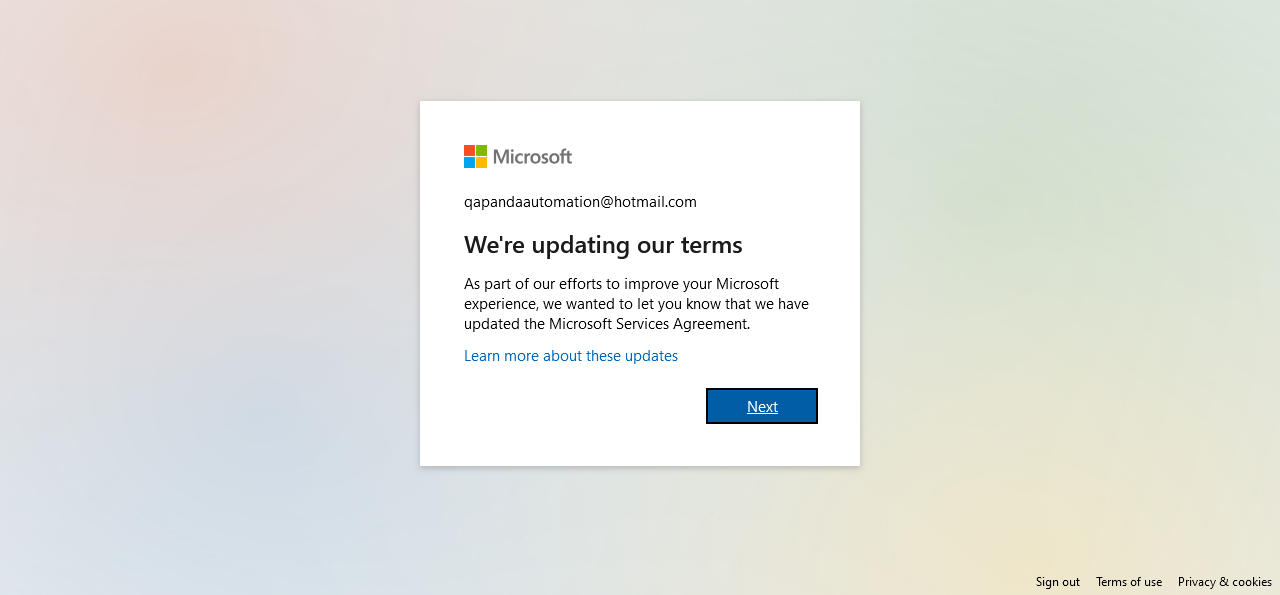 Microsoft
qapandaautomation@hotmail.com
We're updating our terms
As part of our efforts to improve your Microsoft
experience, we wanted to let you know that we have
updated the Microsoft Services Agreement.
Learn more about these updates
Next
Sign out Terms of use Privacy & cookies